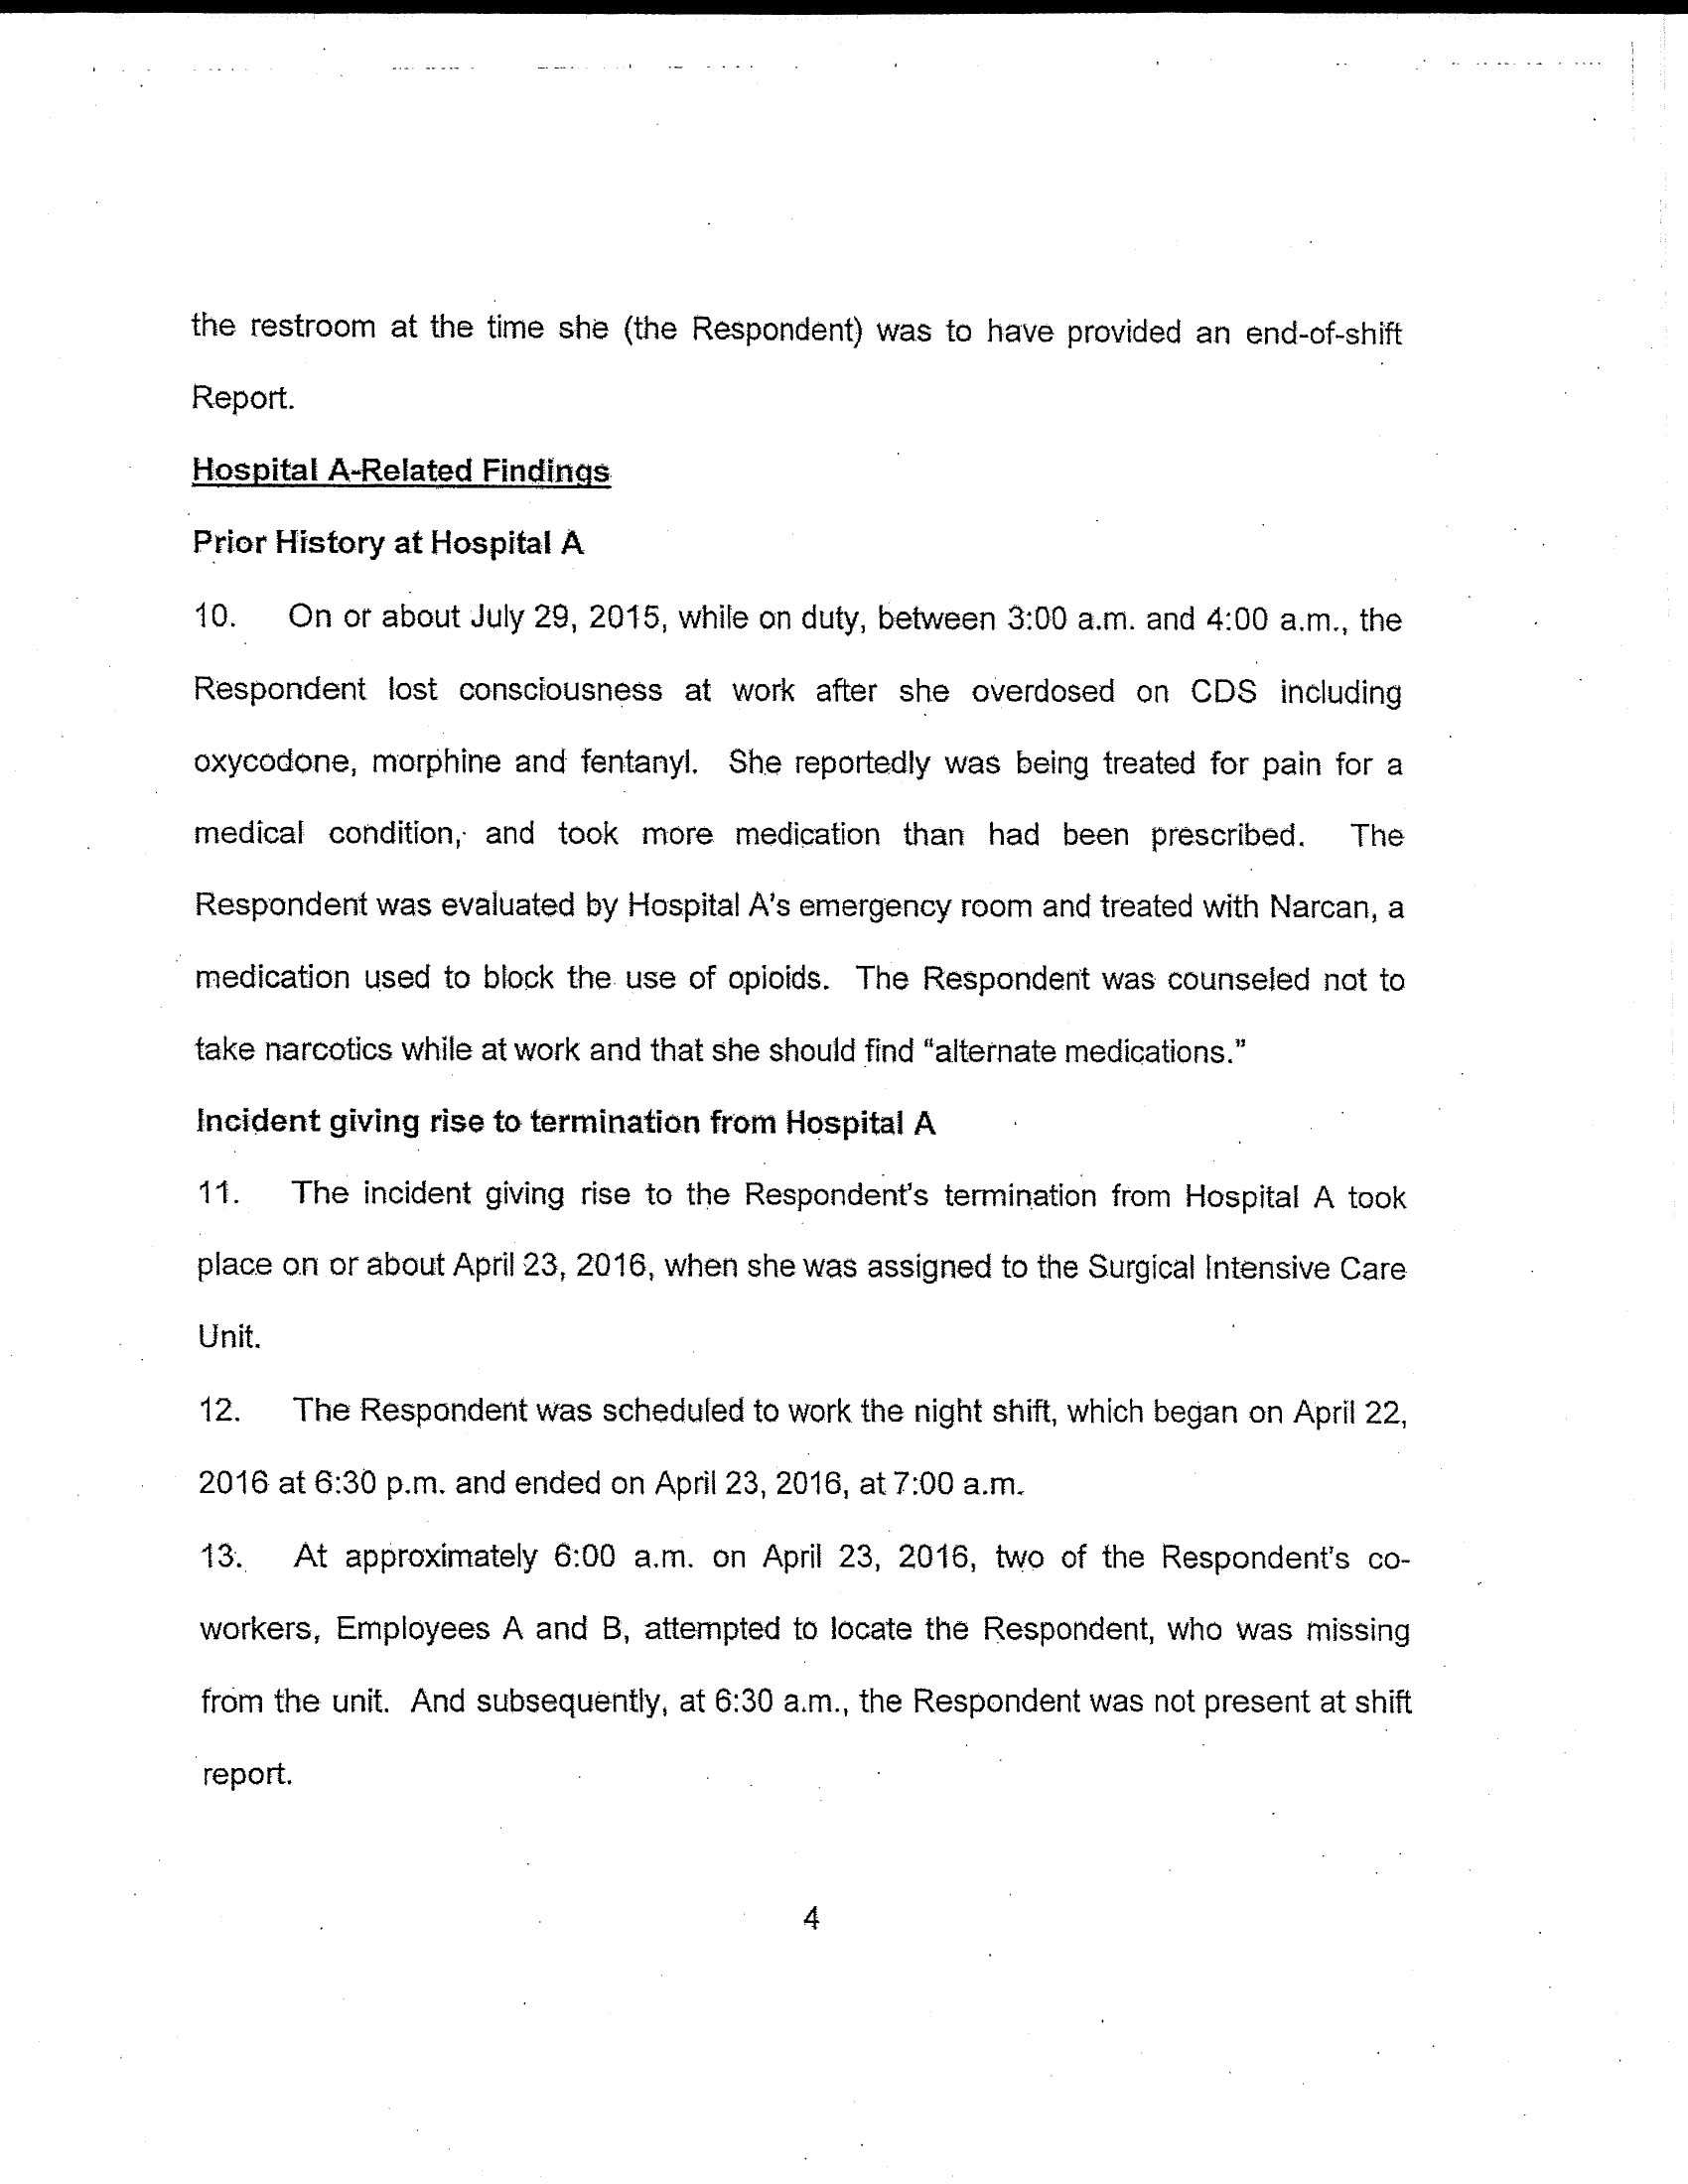 the restroom at the time she (the Respondent) was to have provided an end-of-shift
Report.
Hospital A-Related Findings
Prior History at Hospital A
10. On or about July 29, 2015, while on duty, between 3:00 a.m. and 4:00 a.m., the
Respondent lost consciousness at work after she overdosed on CDS including
oxycodone, morphine and fentanyl. She reportedly was being treated for pain for a
medical condition, and took more medication than had been prescribed. The
Respondent was evaluated by Hospital A's emergency room and treated with Narcan, a
medication used to block the use of opioids. The Respondent was counseled not to
take narcotics while at work and that she should find “alternate medications.”
Incident giving rise to termination from Hospital A
11. The incident giving rise to the Respondent's termination from Hospital A took
place on or about April 23, 2016, when she was assigned to the Surgical Intensive Care
Unit.
12. The Respondent was scheduled to work the night shift, which began on April 22,
2016 at 6:30 p.m. and ended on April 23, 2016, at 7:00 a.m.
13. At approximately 6:00 a.m. on April 23, 2016, two of the Respondent's co-
workers, Employees A and B, attempted to locate the Respondent, who was missing
from the unit. And subsequently, at 6:30 a.m., the Respondent was not present at shift
report.
4